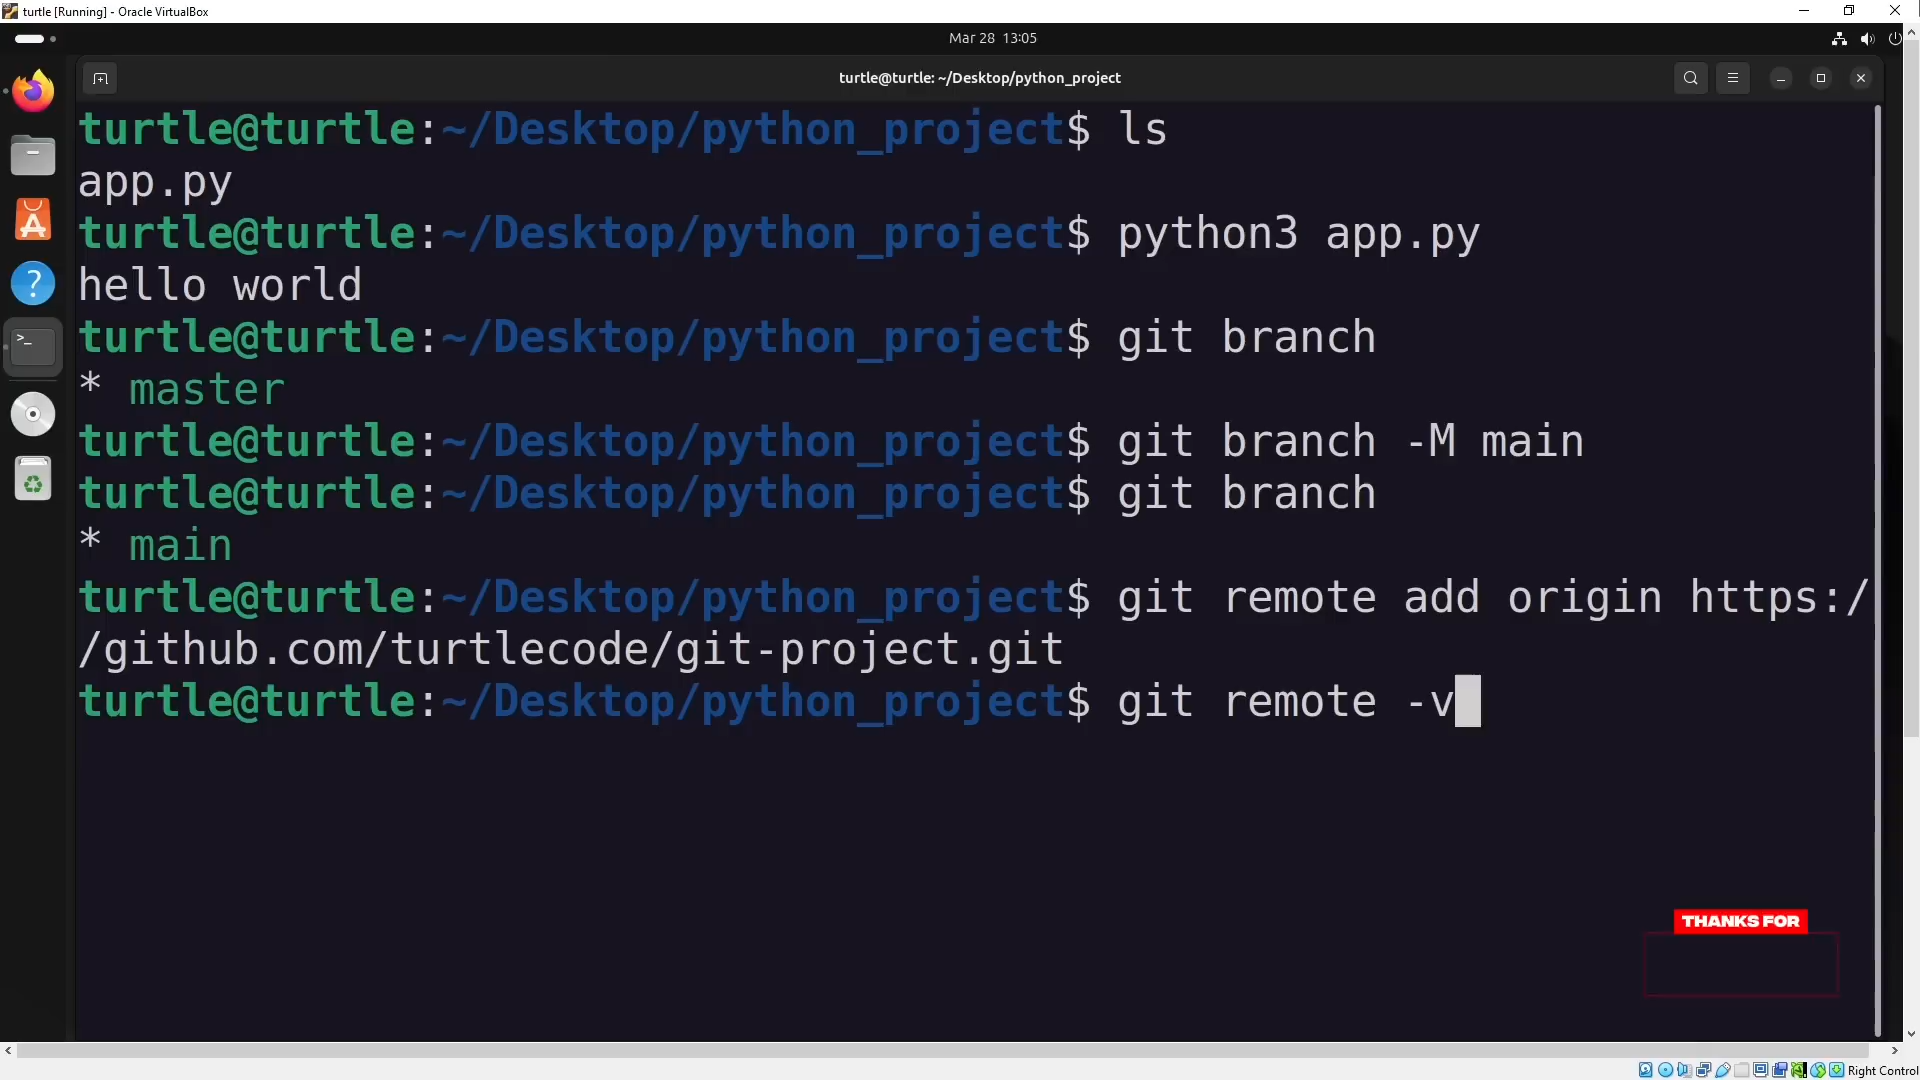 turtle [Running] - Oracle VirtualBox
Mar 28 13:05
turtle@turtle: ~/Desktop/python_project
turtle@turtle:~/Desktop/python_project$ ls
app.py
turtle@turtle:~/Desktop/python_project$ python3 app.py
hello world
turtle@turtle:~/Desktop/python_project$ git branch
* master
turtle@turtle:~/Desktop/python_project$ git branch -M main
turtle@turtle:~/Desktop/python_project$ git branch
* main
turtle@turtle:~/Desktop/python_project$ git remote add origin https:/
/github.com/turtlecode/git-project.git
turtle@turtle:~/Desktop/python_project$ git remote -v
THANKS FOR
Right Control